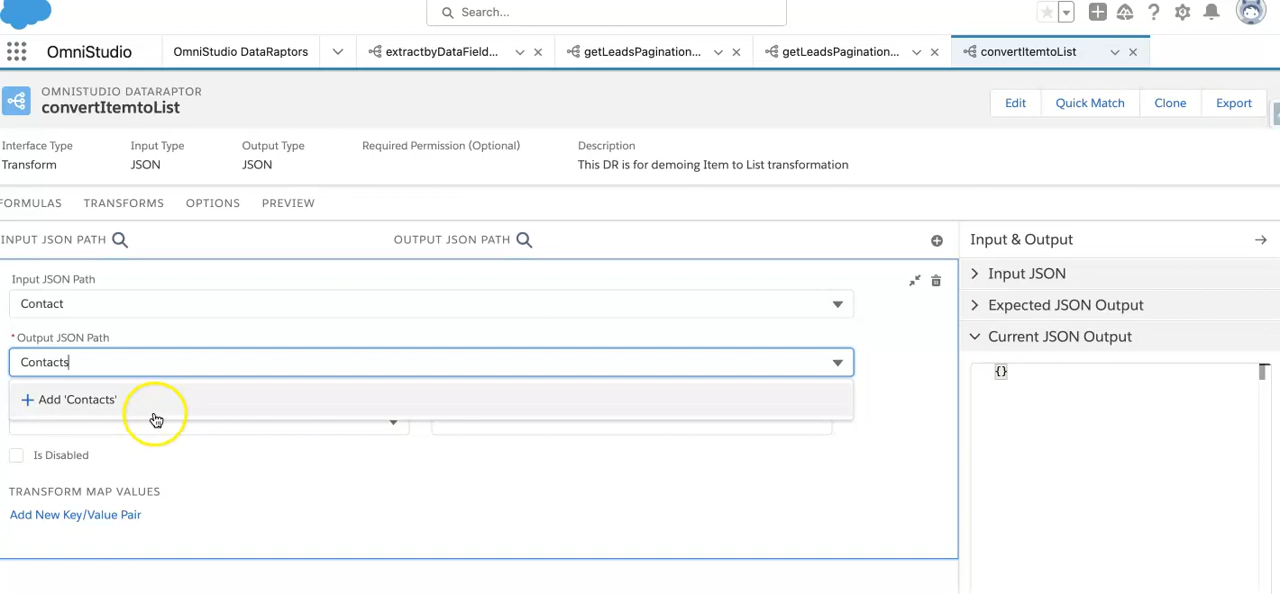 Search...
OmniStudio
OmniStudio DataRaptors
extractbyDataField...
getLeadsPagination...
getLeadsPagination...
convertItemtoList
OMNISTUDIO DATARAPTOR
convertItemtoList
Edit
Quick Match
Clone
Export
Interface Type
Input Type
Output Type
Required Permission (Optional)
Description
Transform
JSON
JSON
This DR is for demoing Item to List transformation
FORMULAS
TRANSFORMS
OPTIONS
PREVIEW
INPUT JSON PATH
OUTPUT JSON PATH
Input & Output
Input JSON Path
Input JSON
Contact
Expected JSON Output
*Output JSON Path
Current JSON Output
Contacts
{}
+ Add 'Contacts'
Is Disabled
TRANSFORM MAP VALUES
Add New Key/Value Pair